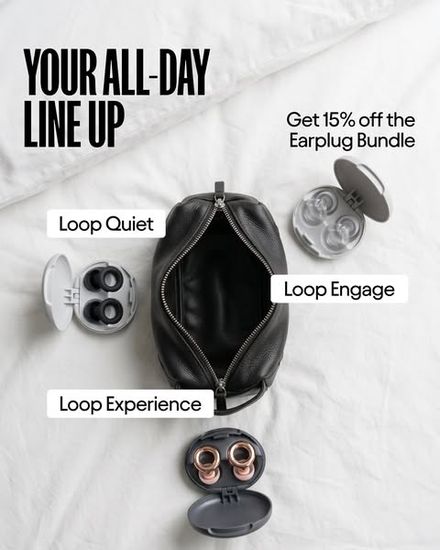 YOUR ALL-DAY
LINE UP
Get 15% off the
Earplug Bundle
Loop Quiet
Loop Engage
Loop Experience